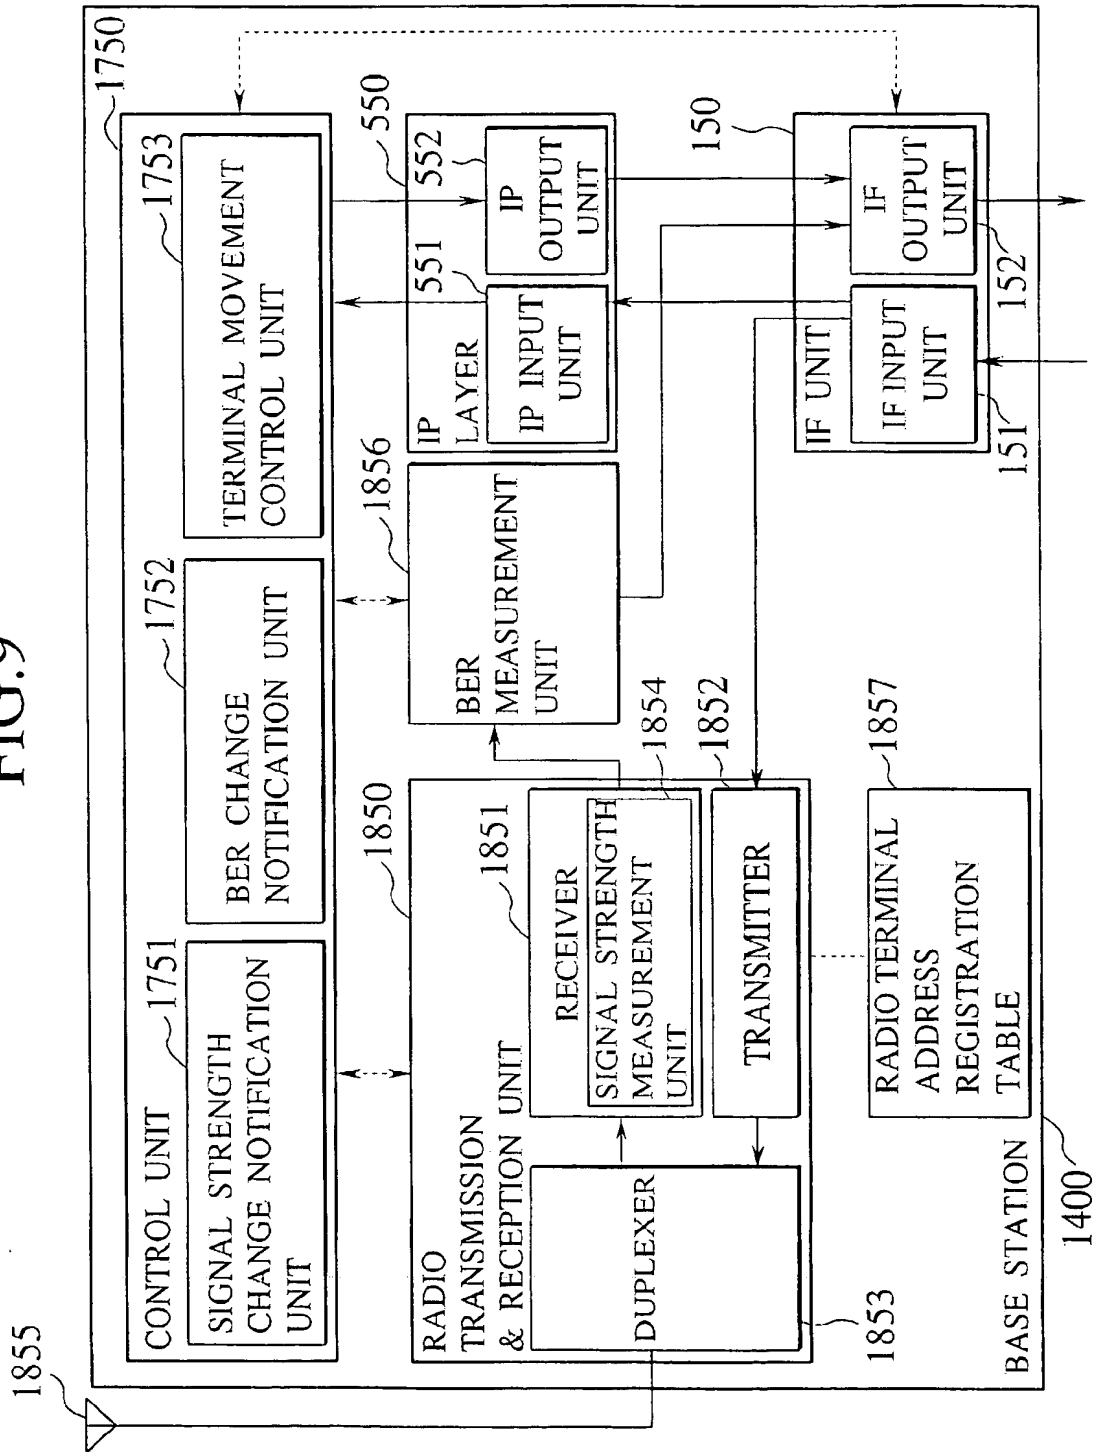 FIG.9
1855
1750
CONTROL UNIT
1751
SIGNAL STRENGTH
CHANGE NOTIFICATION
UNIT
1752
BER CHANGE
NOTIFICATION UNIT
1753
TERMINAL MOVEMENT
CONTROL UNIT
1850
RADIO
TRANSMISSION
& RECEPTION UNIT
1851
RECEIVER
SIGNAL STRENGTH
MEASUREMENT
UNIT
1854
1852
TRANSMITTER
DUPLEXER
1853
1856
BER
MEASUREMENT
UNIT
550
IP
LAYER
551
IP INPUT
UNIT
552
IP
OUTPUT
UNIT
150
IF UNIT
IF INPUT
UNIT
151
IF
OUTPUT
UNIT
152
1857
RADIO TERMINAL
ADDRESS
REGISTRATION
TABLE
BASE STATION
1400